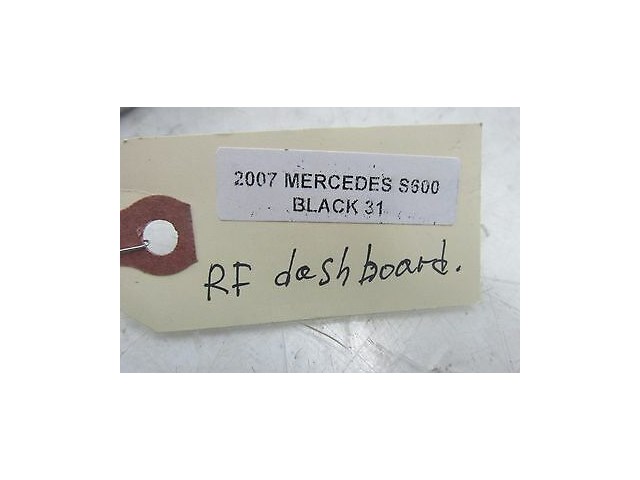 2007 MERCEDES S600
BLACK 31
RF dashboard.